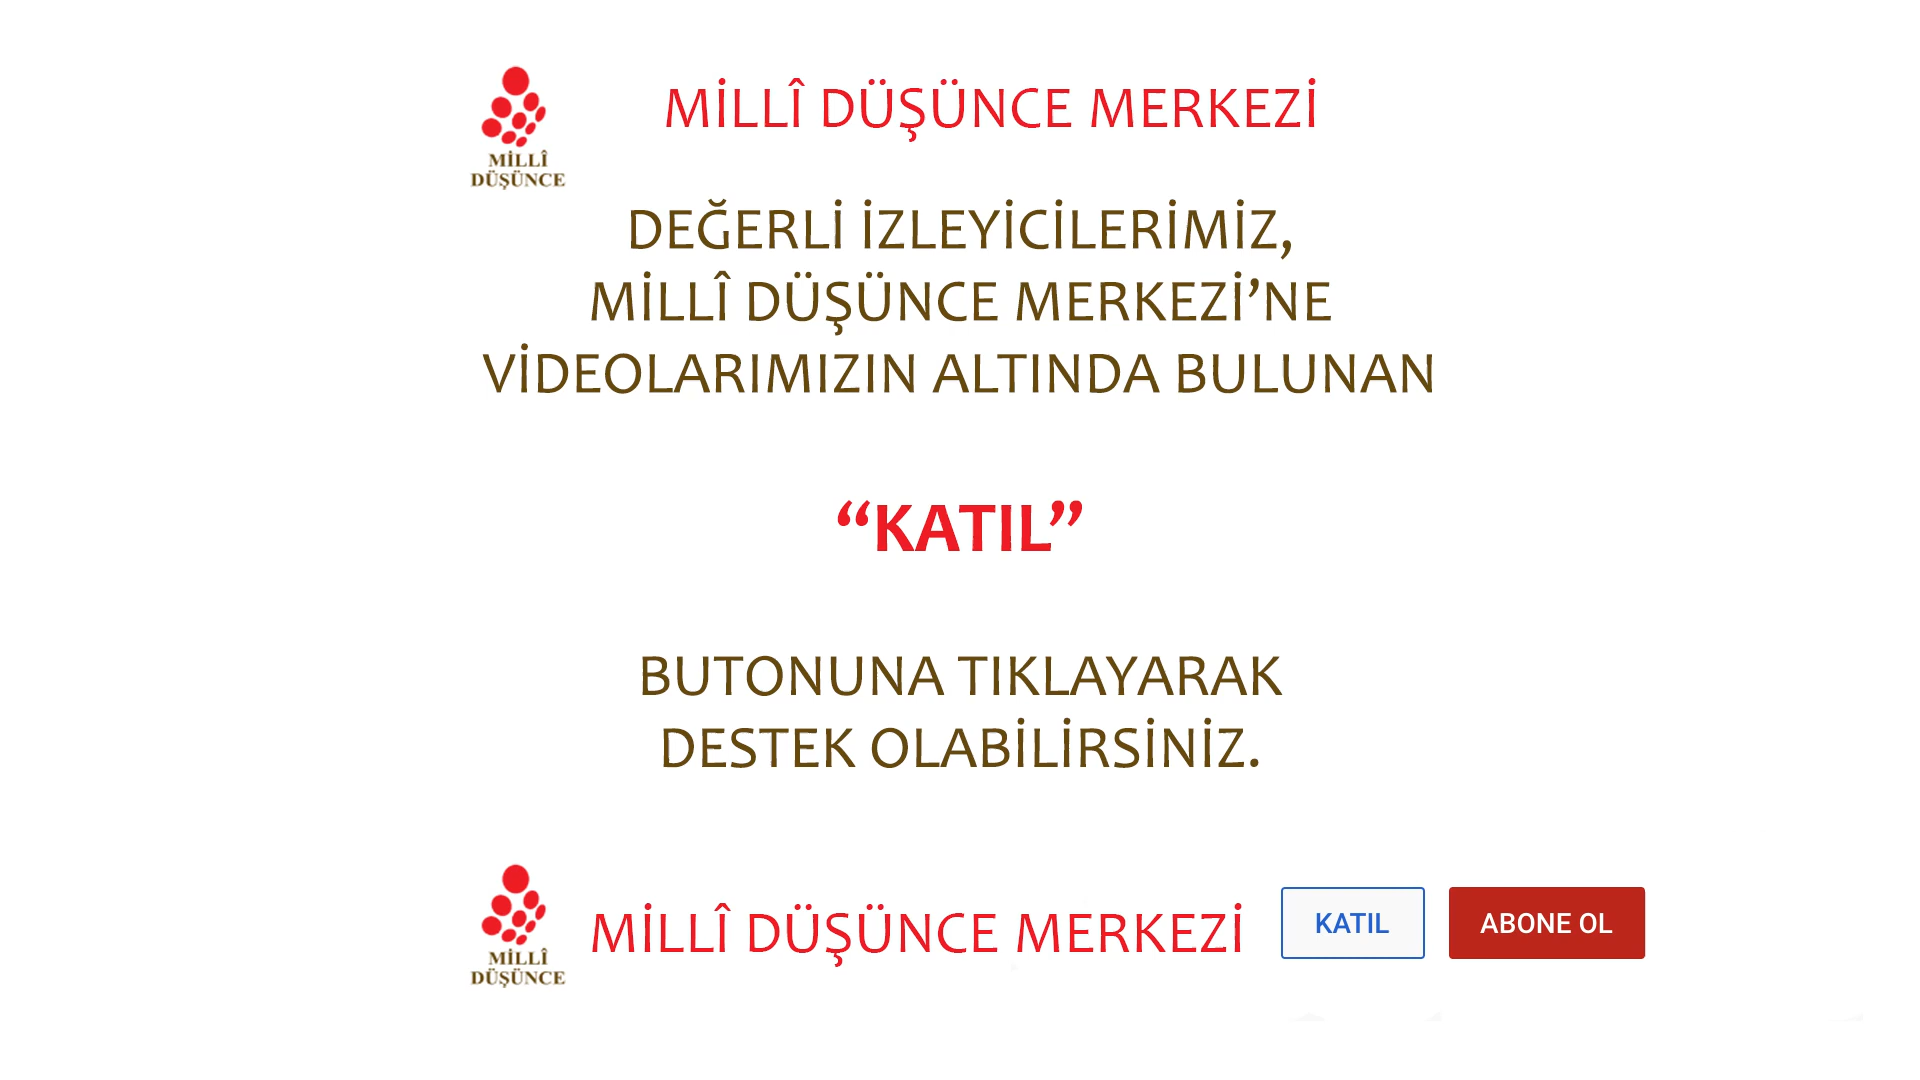 MİLLÎ
DÜŞÜNCE
MİLLÎ DÜŞÜNCE MERKEZİ
DEĞERLİ İZLEYİCİLERİMİZ,
MİLLÎ DÜŞÜNCE MERKEZİ’NE
VİDEOLARIMIZIN ALTINDA BULUNAN
“KATIL”
BUTONUNA TIKLAYARAK
DESTEK OLABİLİRSİNİZ.
MİLLÎ
DÜŞÜNCE
MİLLÎ DÜŞÜNCE MERKEZİ
KATIL
ABONE OL